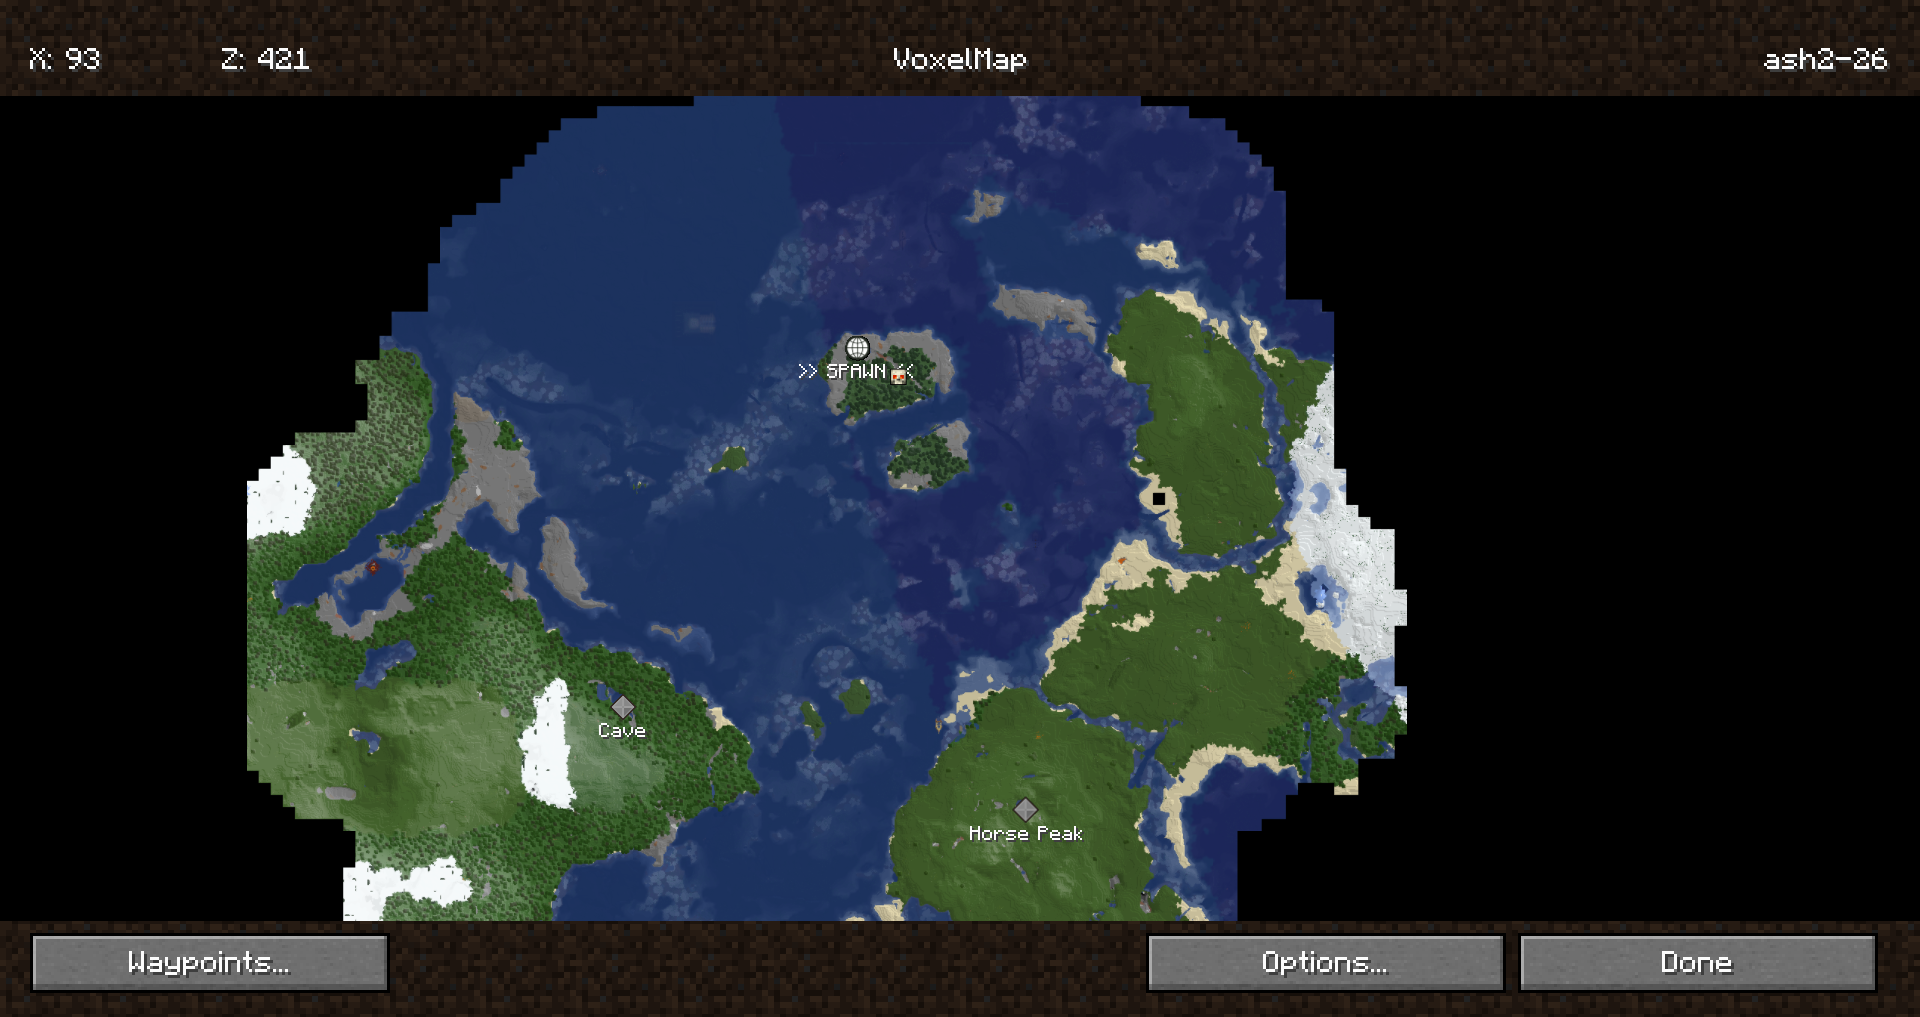 X: 93 Z: 421 VoxelMap ash2-26
>> SPAWN <<
Cave
Horse Peak
Waypoints... Options... Done